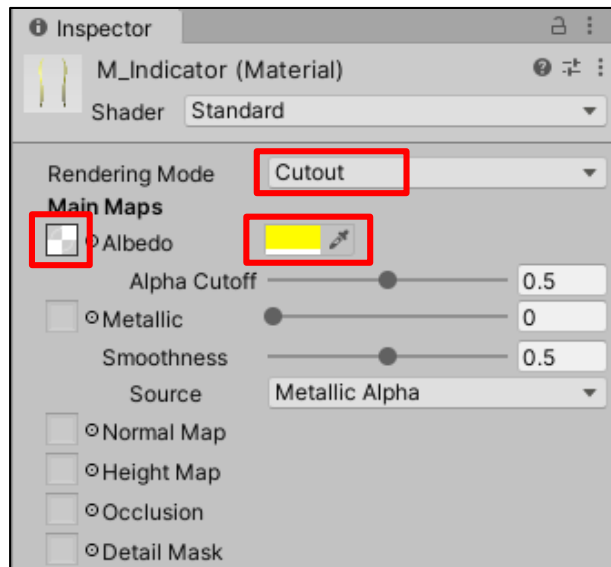 Inspector
M_Indicator (Material)
Shader Standard
Rendering Mode Cutout
Main Maps
Albedo
Alpha Cutoff 0.5
Metallic 0
Smoothness 0.5
Source Metallic Alpha
Normal Map
Height Map
Occlusion
Detail Mask